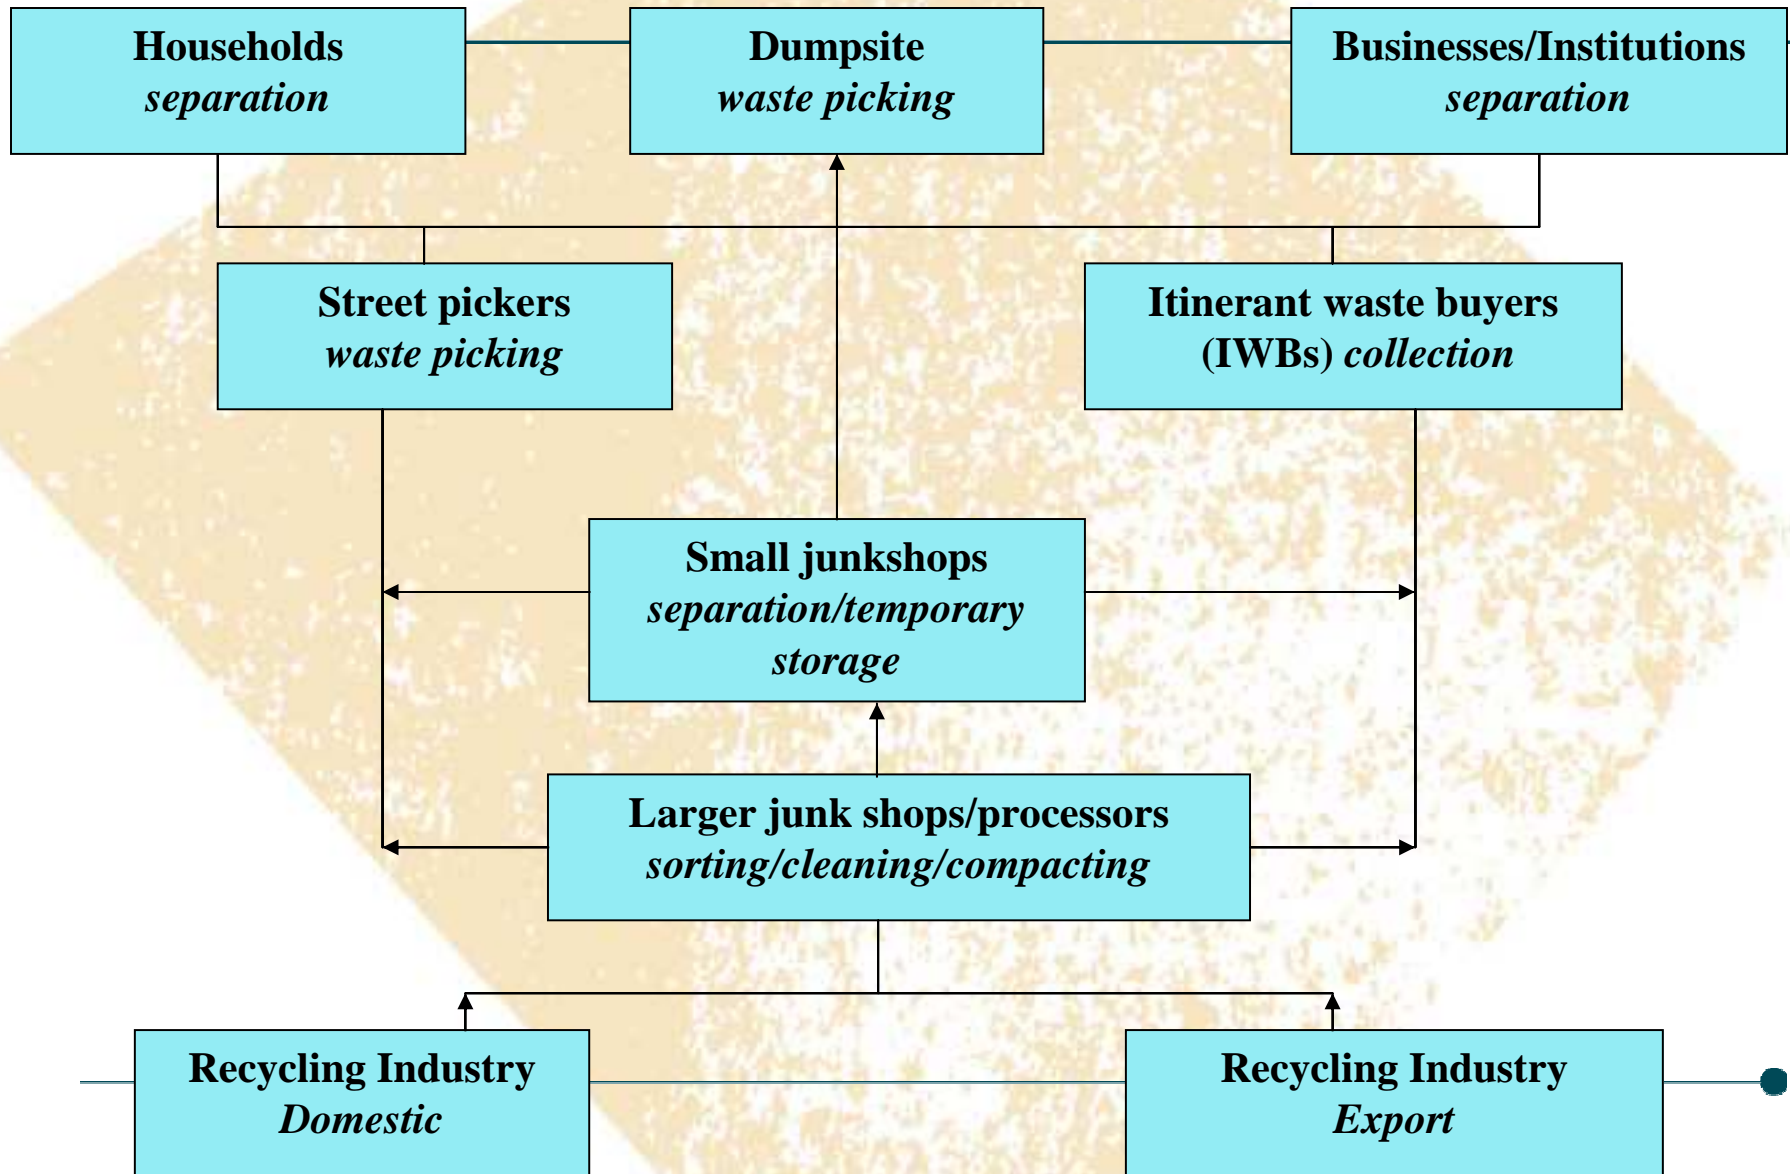 Households
separation
Dumpsite
waste picking
Businesses/Institutions
separation
Street pickers
waste picking
Itinerant waste buyers
(IWBs) collection
Small junkshops
separation/temporary
storage
Larger junk shops/processors
sorting/cleaning/compacting
Recycling Industry
Domestic
Recycling Industry
Export